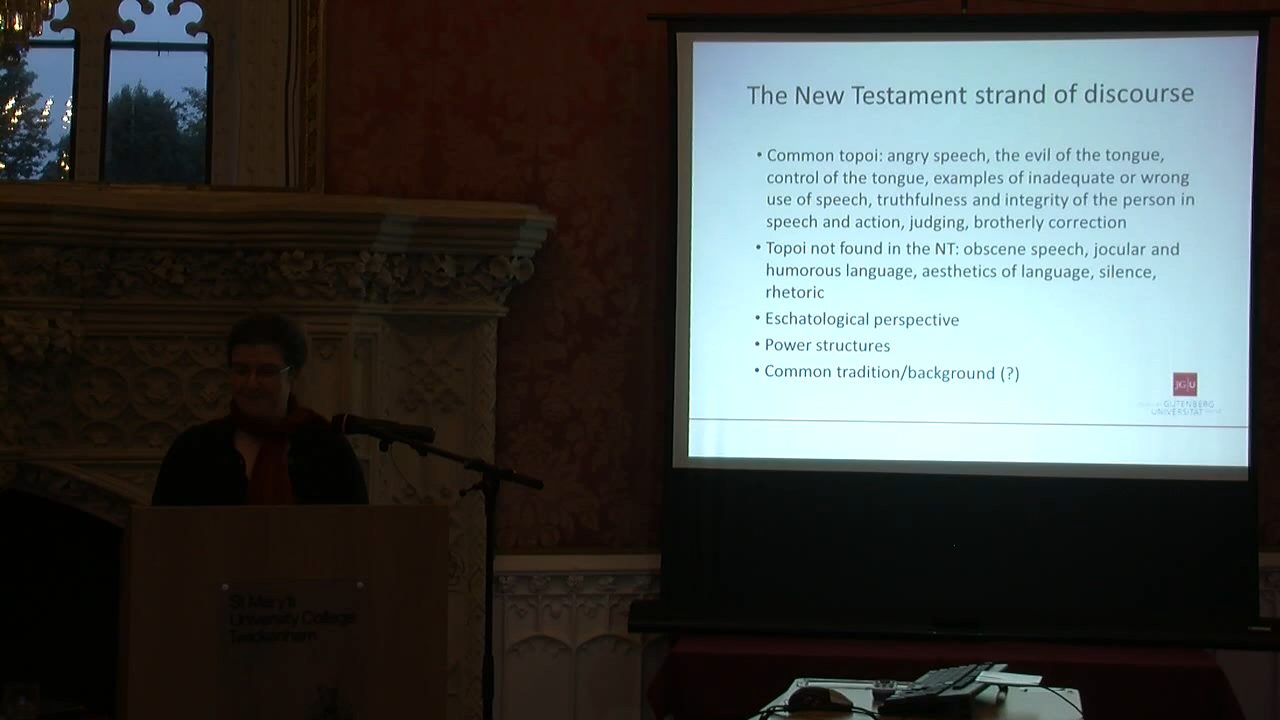 The New Testament strand of discourse
• Common topoi: angry speech, the evil of the tongue,
control of the tongue, examples of inadequate or wrong
use of speech, truthfulness and integrity of the person in
speech and action, judging, brotherly correction
• Topoi not found in the NT: obscene speech, jocular and
humorous language, aesthetics of language, silence,
rhetoric
• Eschatological perspective
• Power structures
• Common tradition/background (?)
JG|U
GUTENBERG
UNIVERSITÄT
St Mary's
University College
Twickenham